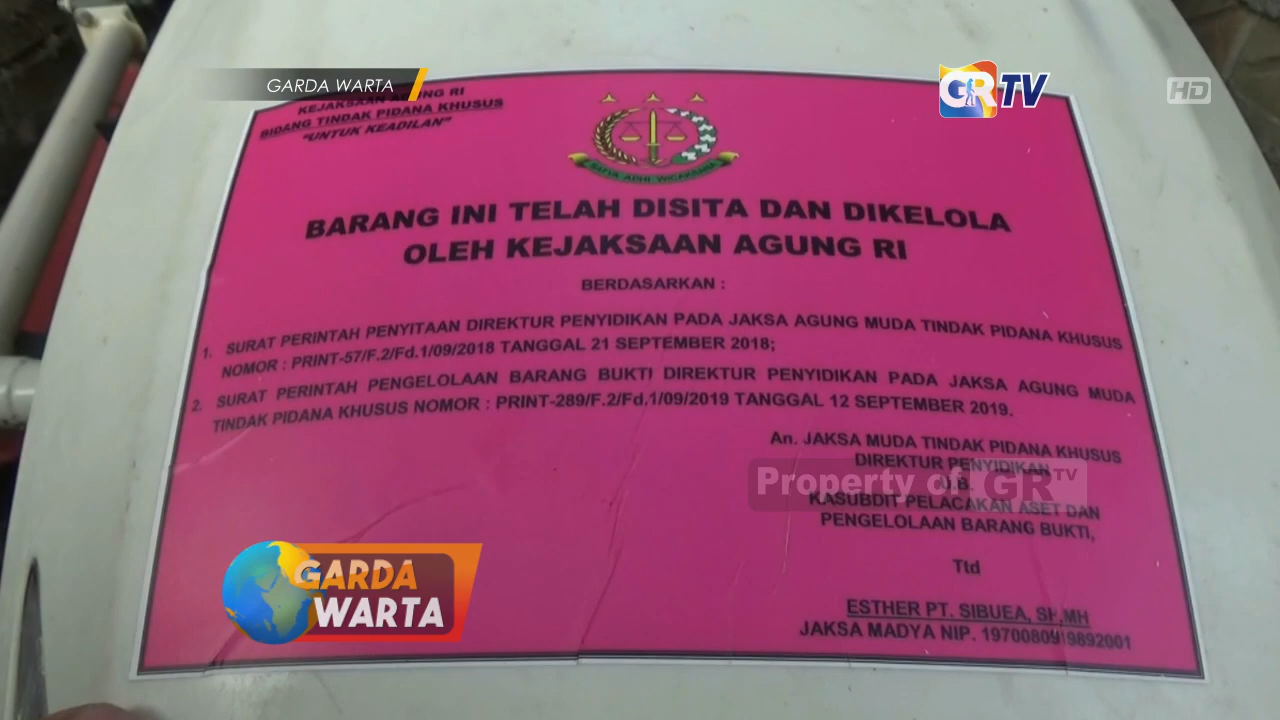 GARDA WARTA
GRTV
HD
KEJAKSAAN AGUNG RI
BIDANG TINDAK PIDANA KHUSUS
"UNTUK KEADILAN"
SATYA ADHI WICAKSANA
BARANG INI TELAH DISITA DAN DIKELOLA
OLEH KEJAKSAAN AGUNG RI
BERDASARKAN :
1. SURAT PERINTAH PENYITAAN DIREKTUR PENYIDIKAN PADA JAKSA AGUNG MUDA TINDAK PIDANA KHUSUS
NOMOR : PRINT-57/F.2/Fd.1/09/2018 TANGGAL 21 SEPTEMBER 2018;
2. SURAT PERINTAH PENGELOLAAN BARANG BUKTI DIREKTUR PENYIDIKAN PADA JAKSA AGUNG MUDA
TINDAK PIDANA KHUSUS NOMOR : PRINT-289/F.2/Fd.1/09/2019 TANGGAL 12 SEPTEMBER 2019.
An. JAKSA MUDA TINDAK PIDANA KHUSUS
DIREKTUR PENYIDIKAN
U.B.
KASUBDIT PELACAKAN ASET DAN
PENGELOLAAN BARANG BUKTI,
Ttd
ESTHER PT. SIBUEA, SH,MH
JAKSA MADYA NIP.
Property of GRTV
GARDA
WARTA